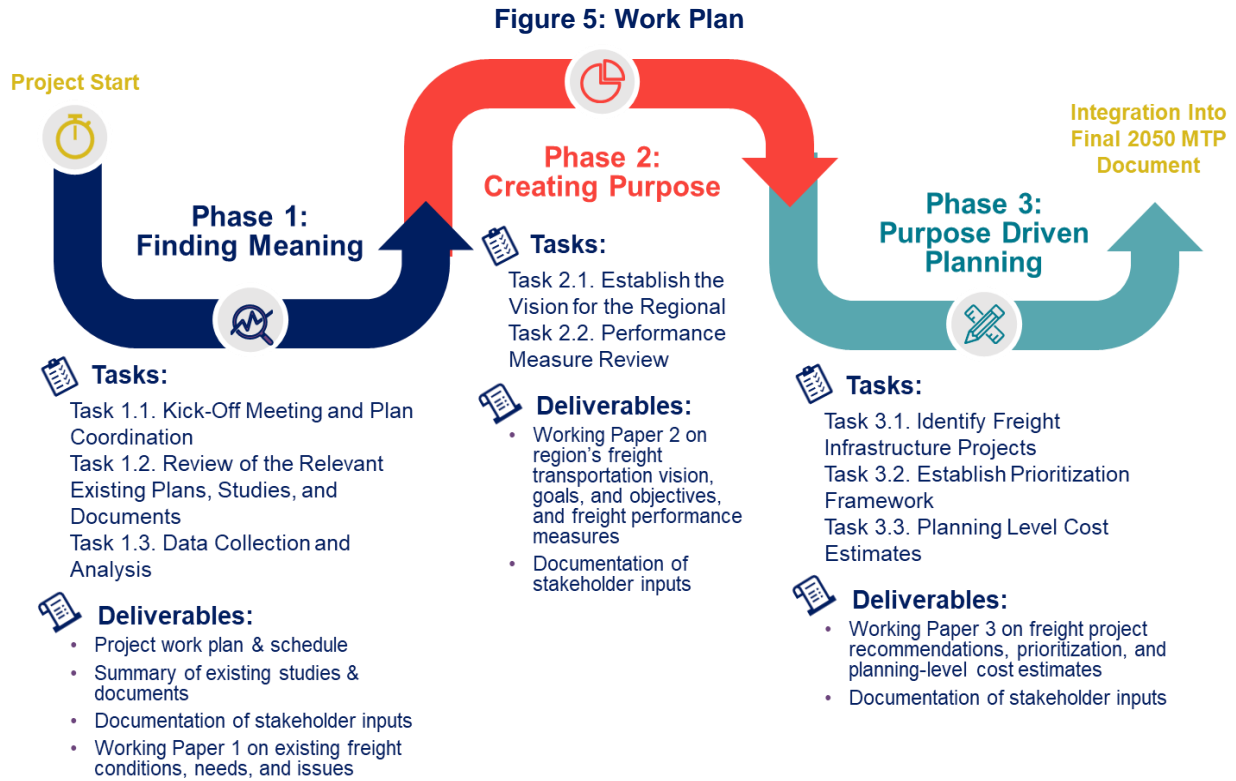 Figure 5: Work Plan
Project Start
Phase 1:
Finding Meaning
Tasks:
Task 1.1. Kick-Off Meeting and Plan
Coordination
Task 1.2. Review of the Relevant
Existing Plans, Studies, and
Documents
Task 1.3. Data Collection and
Analysis
Deliverables:
• Project work plan & schedule
• Summary of existing studies &
documents
• Documentation of stakeholder inputs
• Working Paper 1 on existing freight
conditions, needs, and issues
Phase 2:
Creating Purpose
Tasks:
Task 2.1. Establish the
Vision for the Regional
Task 2.2. Performance
Measure Review
Deliverables:
• Working Paper 2 on
region’s freight
transportation vision,
goals, and objectives,
and freight performance
measures
• Documentation of
stakeholder inputs
Integration Into
Final 2050 MTP
Document
Phase 3:
Purpose Driven
Planning
Tasks:
Task 3.1. Identify Freight
Infrastructure Projects
Task 3.2. Establish Prioritization
Framework
Task 3.3. Planning Level Cost
Estimates
Deliverables:
• Working Paper 3 on freight project
recommendations, prioritization, and
planning-level cost estimates
• Documentation of stakeholder inputs